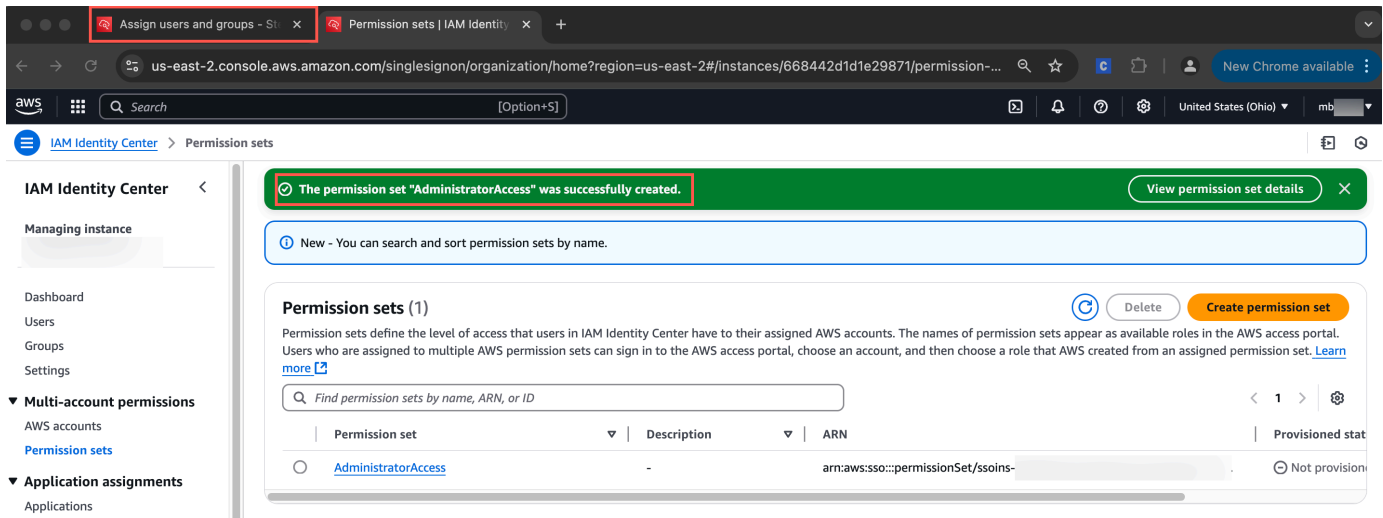 Assign users and groups - St
Permission sets | IAM Identity
us-east-2.console.aws.amazon.com/singlesignon/organization/home?region=us-east-2#/instances/668442d1d1e29871/permission-...
C
New Chrome available
aws
Search
[Option+S]
United States (Ohio)
mb
IAM Identity Center > Permission sets
IAM Identity Center
Managing instance
Dashboard
Users
Groups
Settings
Multi-account permissions
AWS accounts
Permission sets
Application assignments
Applications
The permission set "AdministratorAccess" was successfully created.
View permission set details
New - You can search and sort permission sets by name.
Permission sets (1)
Delete
Create permission set
Permission sets define the level of access that users in IAM Identity Center have to their assigned AWS accounts. The names of permission sets appear as available roles in the AWS access portal.
Users who are assigned to multiple AWS permission sets can sign in to the AWS access portal, choose an account, and then choose a role that AWS created from an assigned permission set. Learn
more
Find permission sets by name, ARN, or ID
1
Permission set Description ARN Provisioned stat
AdministratorAccess - arn:aws:sso:::permissionSet/ssoins- Not provisione